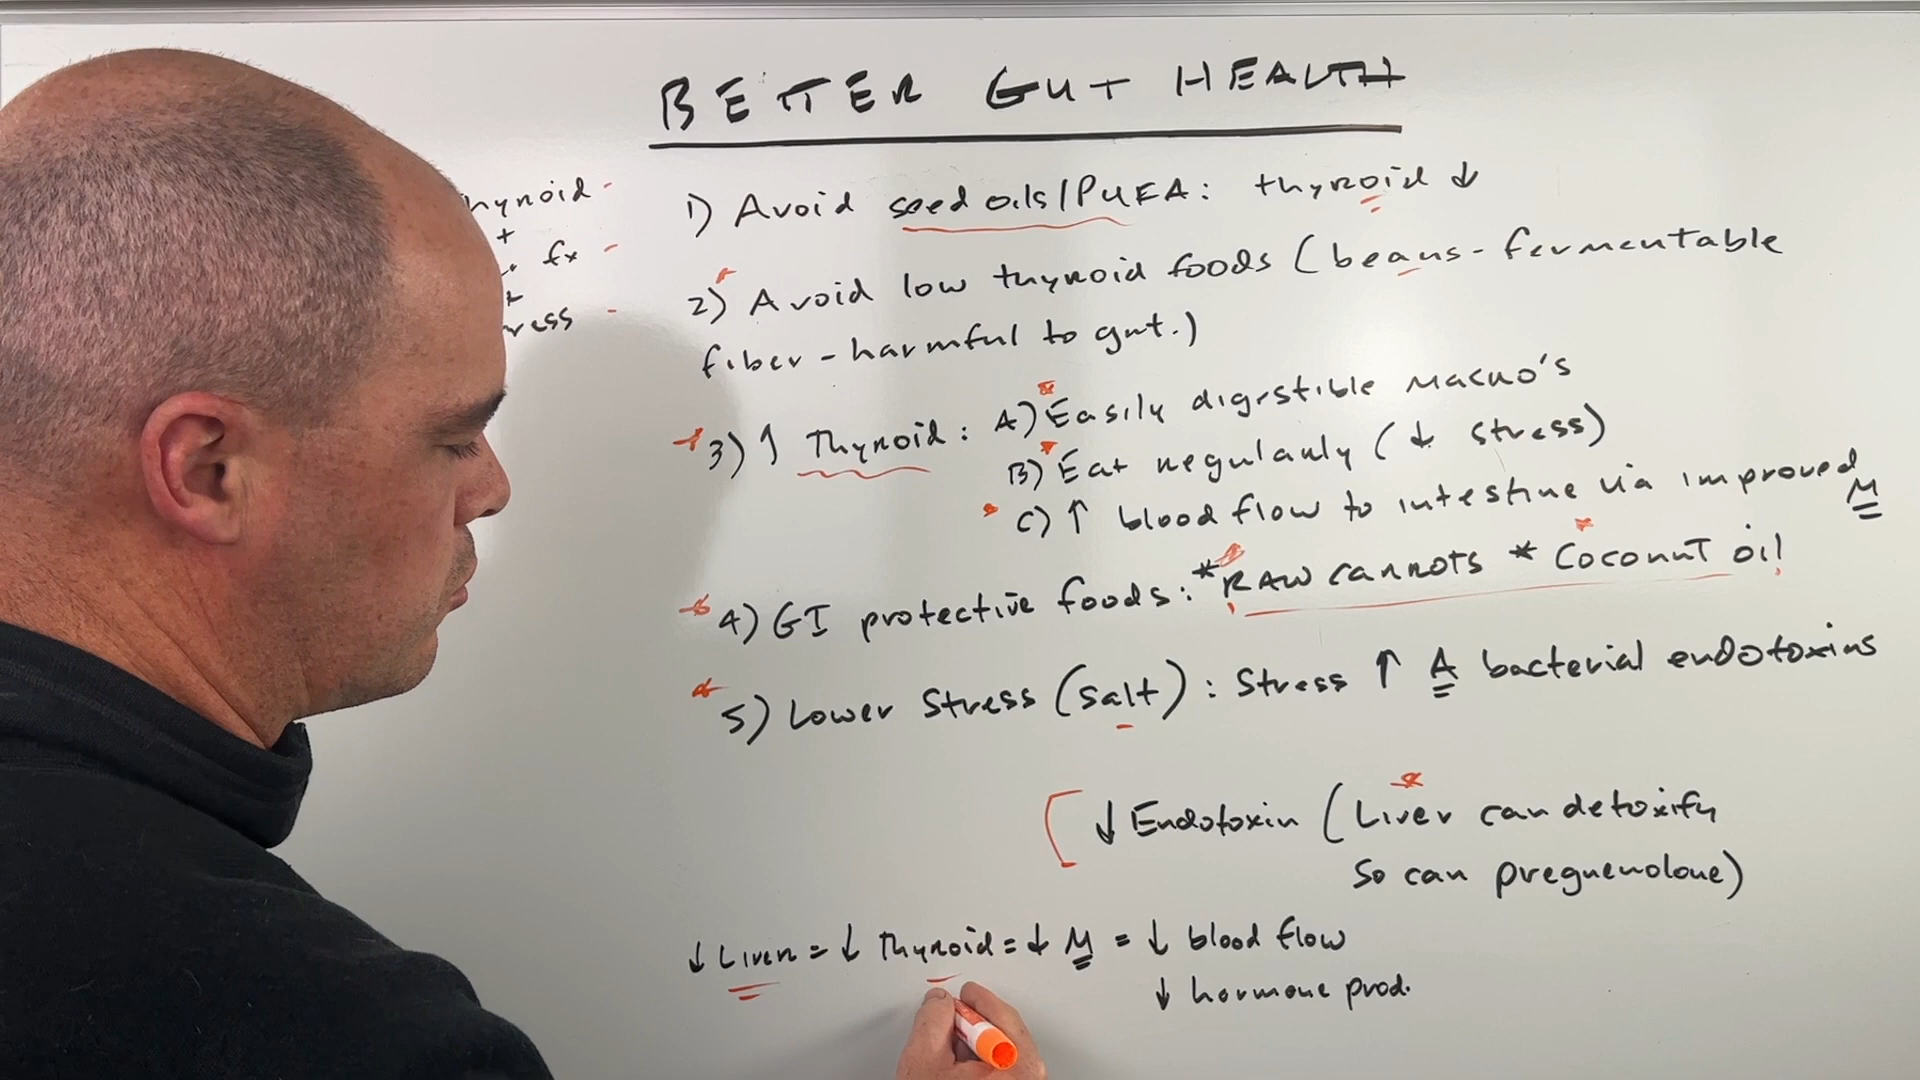 BETTER GUT HEALTH
hynoid -
+
fx -
+
ress -
1) Avoid seed oils/PUFA: thyroid ↓
2) Avoid low thyroid foods (beans - fermentable
fiber - harmful to gut.)
3) ↑ Thyroid: A) Easily digestible macro's
B) Eat regularly (↓ stress)
C) ↑ blood flow to intestine via improved M
4) GI protective foods: * RAW carrots * Coconut oil
5) Lower Stress (salt): Stress ↑ A bacterial endotoxins
↓ Endotoxin (Liver can detoxify
So can pregnenolone)
↓ Liver = ↓ Thyroid = ↓ M = ↓ blood flow
↓ hormone prod.